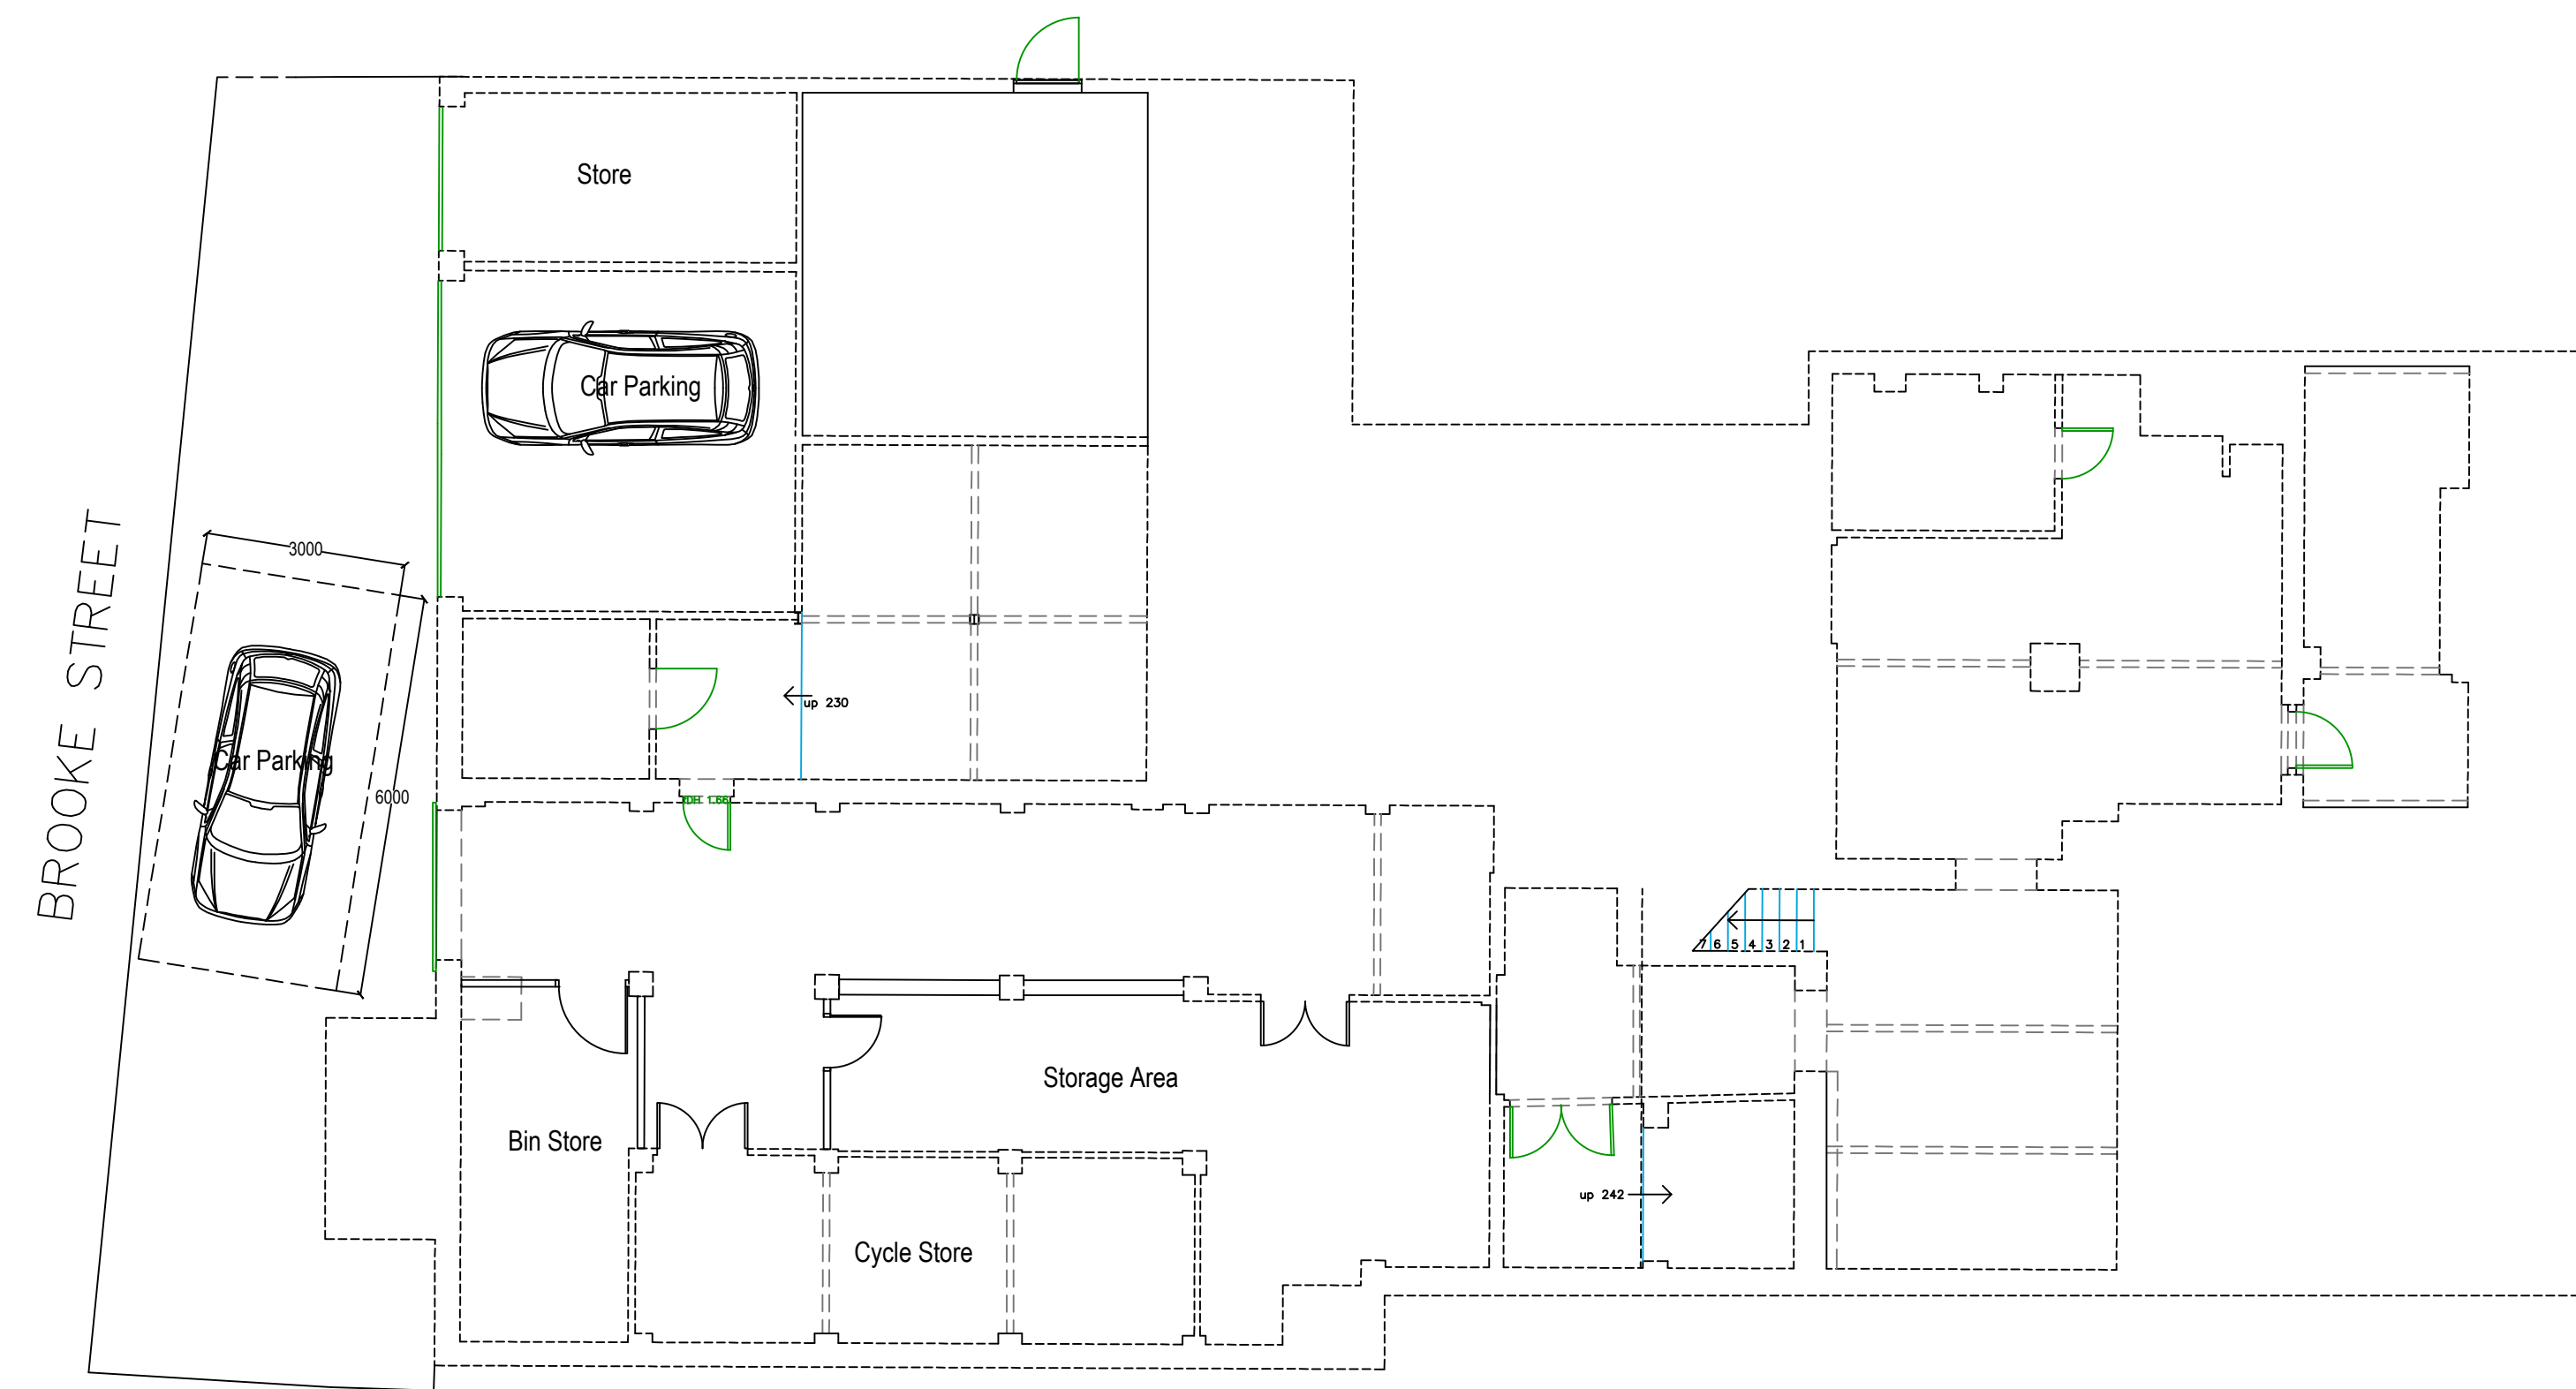 Store
Car Parking
BROOKE STREET
3000
up 230
Car Parking
6000
7 6 5 4 3 2 1
Storage Area
Bin Store
up 242
Cycle Store